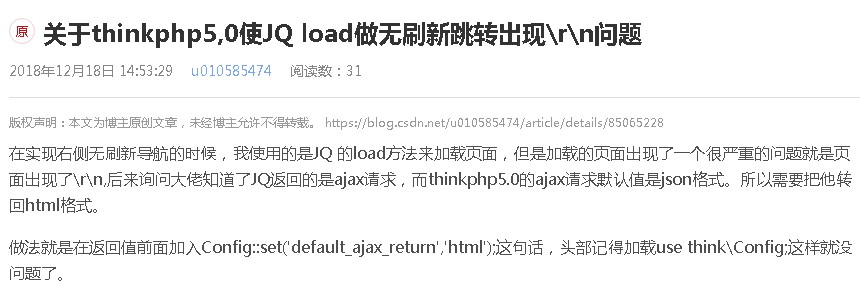 原 关于thinkphp5,0使JQ load做无刷新跳转出现\r\n问题
2018年12月18日 14:53:29 u010585474 阅读数：31
版权声明：本文为博主原创文章，未经博主允许不得转载。 https://blog.csdn.net/u010585474/article/details/85065228
在实现右侧无刷新导航的时候，我使用的是JQ 的load方法来加载页面，但是加载的页面出现了一个很严重的问题就是页
面出现了\r\n,后来询问大佬知道了JQ返回的是ajax请求，而thinkphp5.0的ajax请求默认值是json格式。所以需要把他转
回html格式。
做法就是在返回值前面加入Config::set('default_ajax_return','html');这句话，头部记得加载use think\Config;这样就没
问题了。